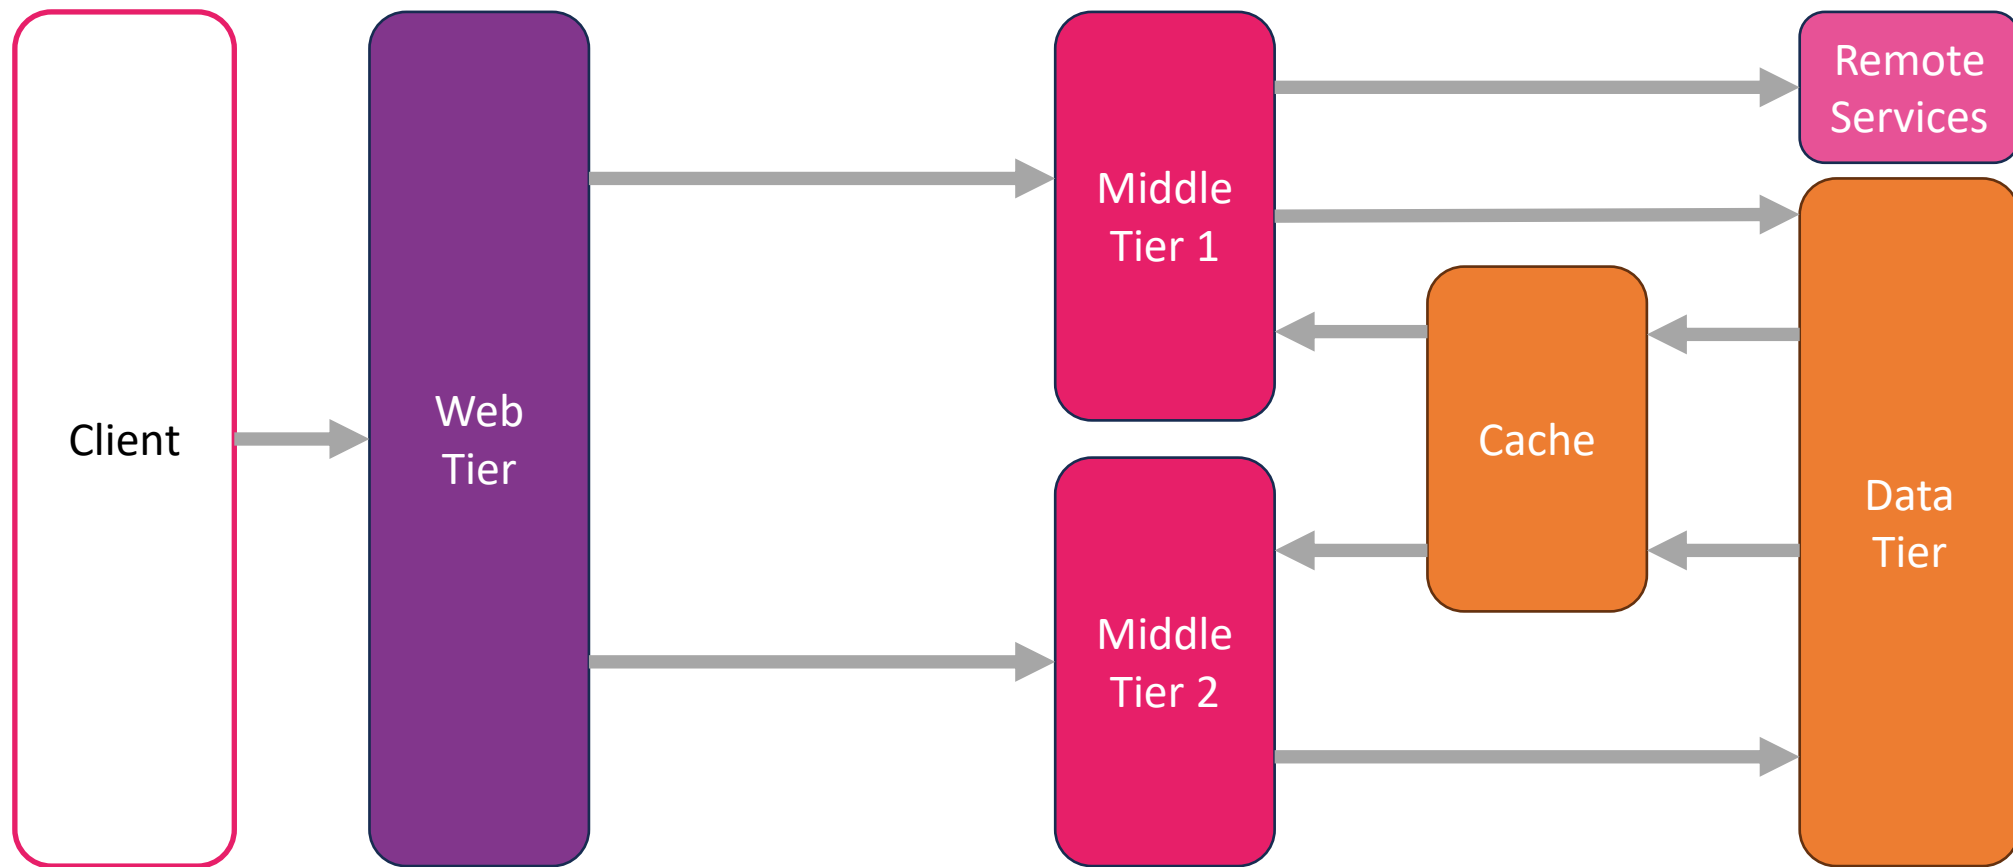 Client
Web
Tier
Middle
Tier 1
Middle
Tier 2
Cache
Remote
Services
Data
Tier